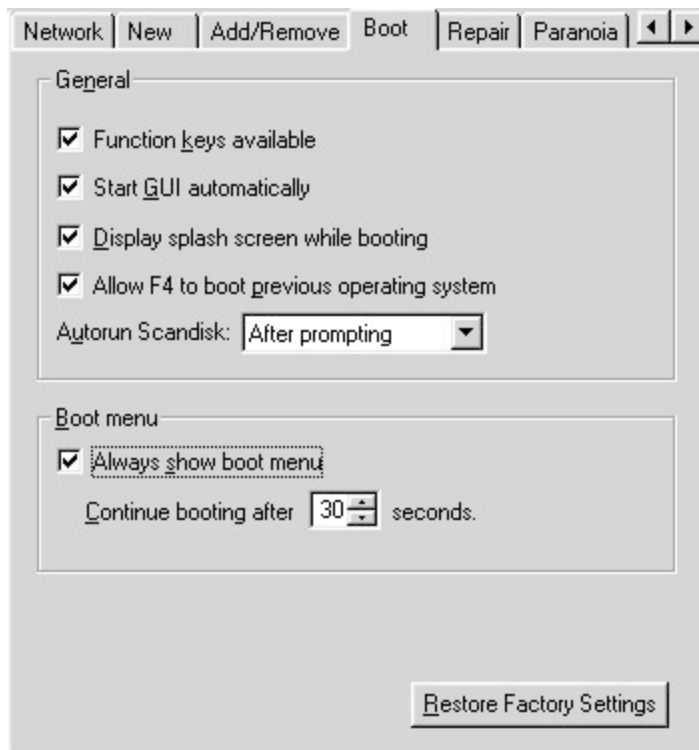 Network New Add/Remove Boot Repair Paranoia
General
Function keys available
Start GUI automatically
Display splash screen while booting
Allow F4 to boot previous operating system
Autorun Scandisk: After prompting
Boot menu
Always show boot menu
Continue booting after 30 seconds.
Restore Factory Settings